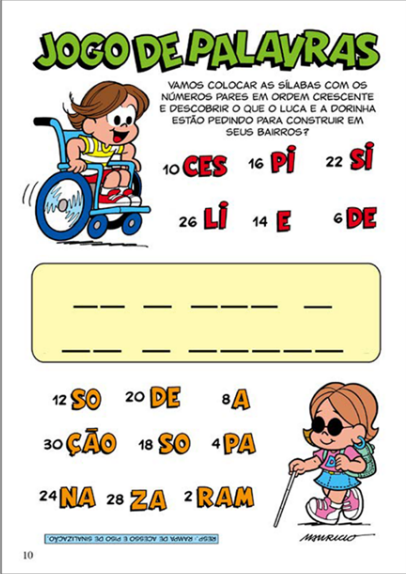 JOGO DE PALAVRAS
VAMOS COLOCAR AS SÍLABAS COM OS
NÚMEROS PARES EM ORDEM CRESCENTE
E DESCOBRIR O QUE O LUCA E A DORINHA
ESTÃO PEDINDO PARA CONSTRUIR EM
SEUS BAIRROS?
10 CES 16 PI 22 SI
26 LI 14 E 6 DE
12 SO 20 DE 8 A
30 ÇÃO 18 SO 4 PA
24 NA 28 ZA 2 RAM
RESP.: RAMPA DE ACESSO E PISO DE SINALIZAÇÃO
MAURICIO
10